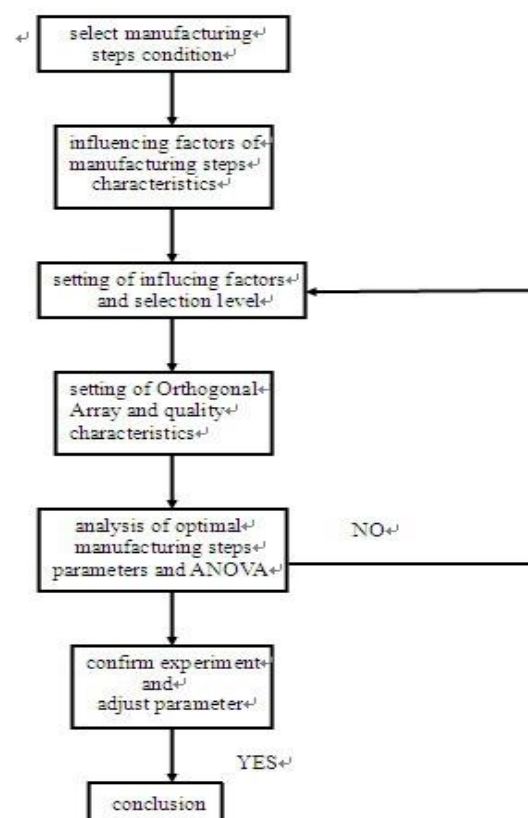 select manufacturing
steps condition
influencing factors of
manufacturing steps
characteristics
setting of influcing factors
and selection level
setting of Orthogonal
Array and quality
characteristics
analysis of optimal
manufacturing steps
parameters and ANOVA
NO
confirm experiment
and
adjust parameter
YES
conclusion